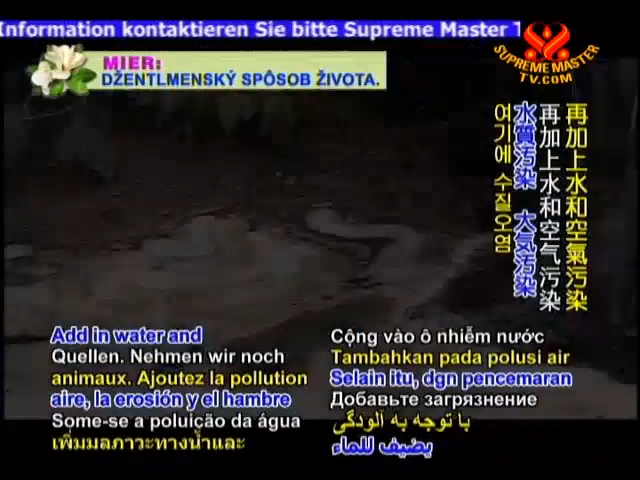 Information kontaktieren Sie bitte Supreme Master T
MIER:
DŽENTLMENSKÝ SPÔSOB ŽIVOTA.
SUPREME MASTER
TV.COM
再加上水和空氣污染
再加上水和空气污染
水質汚染 大気汚染
여기에 수질오염
Add in water and
Quellen. Nehmen wir noch
animaux. Ajoutez la pollution
aire, la erosión y el hambre
Some-se a poluição da água
เพิ่มมลภาวะทางน้ำและ
Cộng vào ô nhiễm nước
Tambahkan pada polusi air
Selain itu, dgn pencemaran
Добавьте загрязнение
با توجه به آلودگی
يضيف للماء